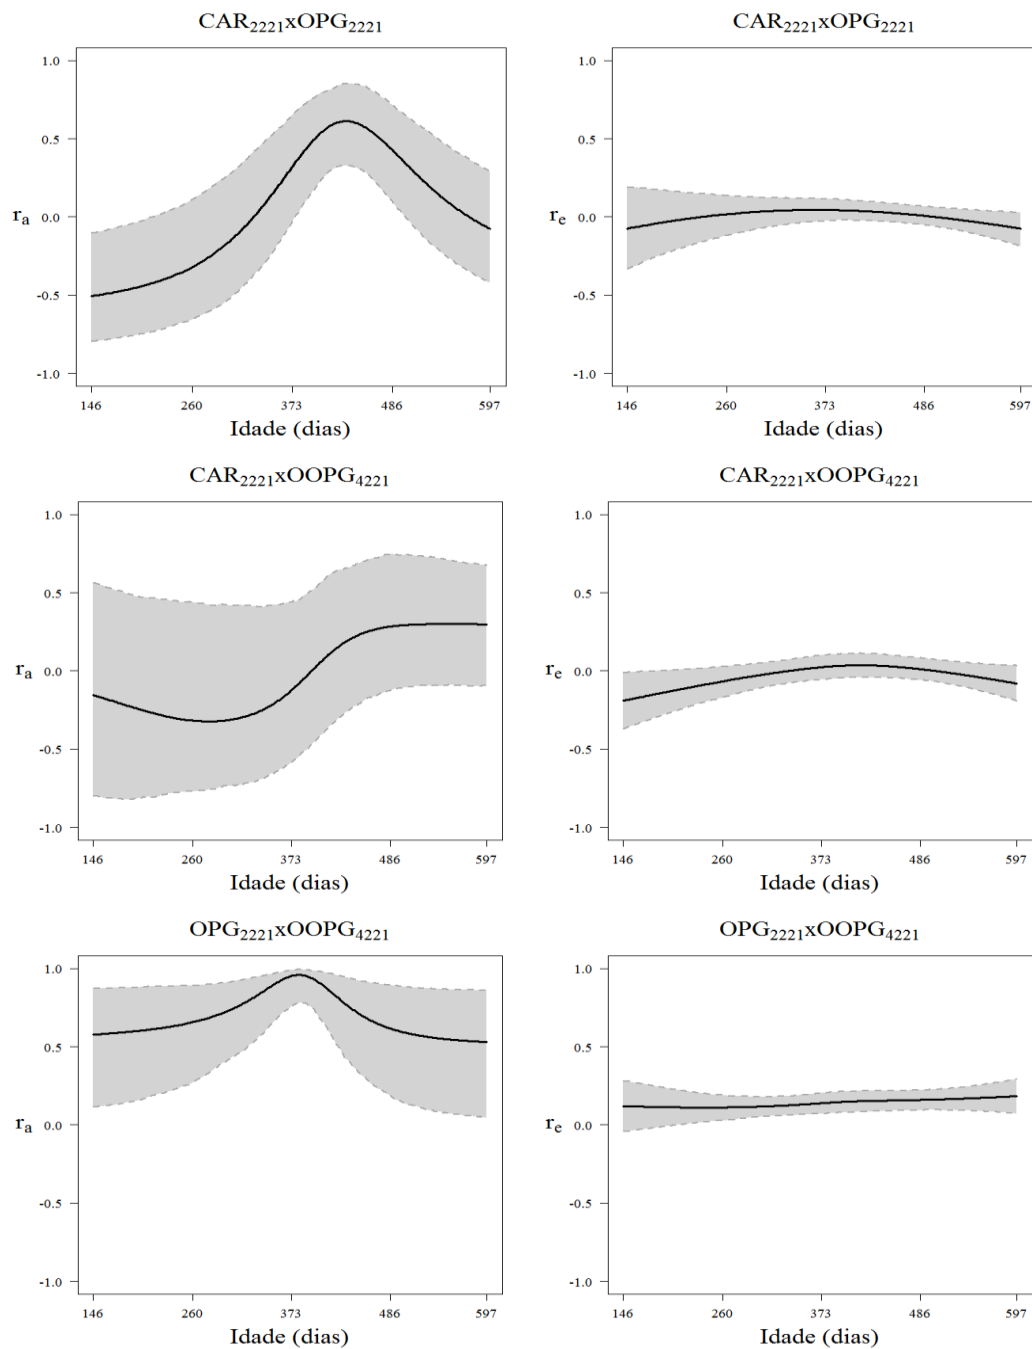 CAR₂₂₂₁xOPG₂₂₂₁
1.0
0.5
rₐ 0.0
-0.5
-1.0
146 260 373 486 597
Idade (dias)
CAR₂₂₂₁xOPG₂₂₂₁
1.0
0.5
rₑ 0.0
-0.5
-1.0
146 260 373 486 597
Idade (dias)
CAR₂₂₂₁xOOPG₄₂₂₁
1.0
0.5
rₐ 0.0
-0.5
-1.0
146 260 373 486 597
Idade (dias)
CAR₂₂₂₁xOOPG₄₂₂₁
1.0
0.5
rₑ 0.0
-0.5
-1.0
146 260 373 486 597
Idade (dias)
OPG₂₂₂₁xOOPG₄₂₂₁
1.0
0.5
rₐ 0.0
-0.5
-1.0
146 260 373 486 597
Idade (dias)
OPG₂₂₂₁xOOPG₄₂₂₁
1.0
0.5
rₑ 0.0
-0.5
-1.0
146 260 373 486 597
Idade (dias)